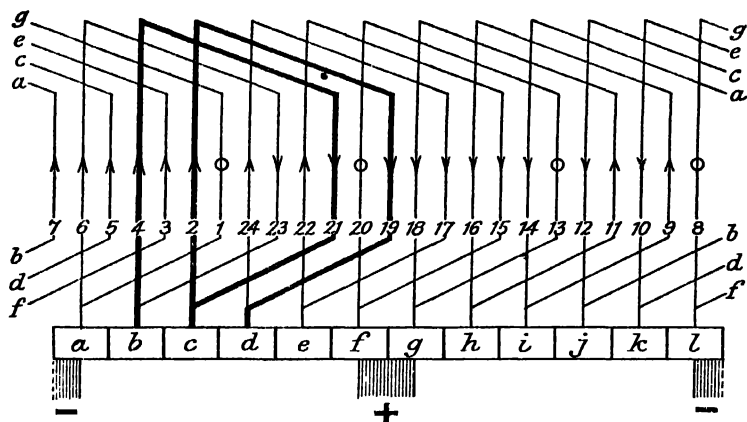 g
e
c
a
g
e
c
a
7 6 5 4 3 2 1 24 23 22 21 20 19 18 17 16 15 14 13 12 11 10 9 8
b
d
f
b
d
f
a b c d e f g h i j k l
− + −